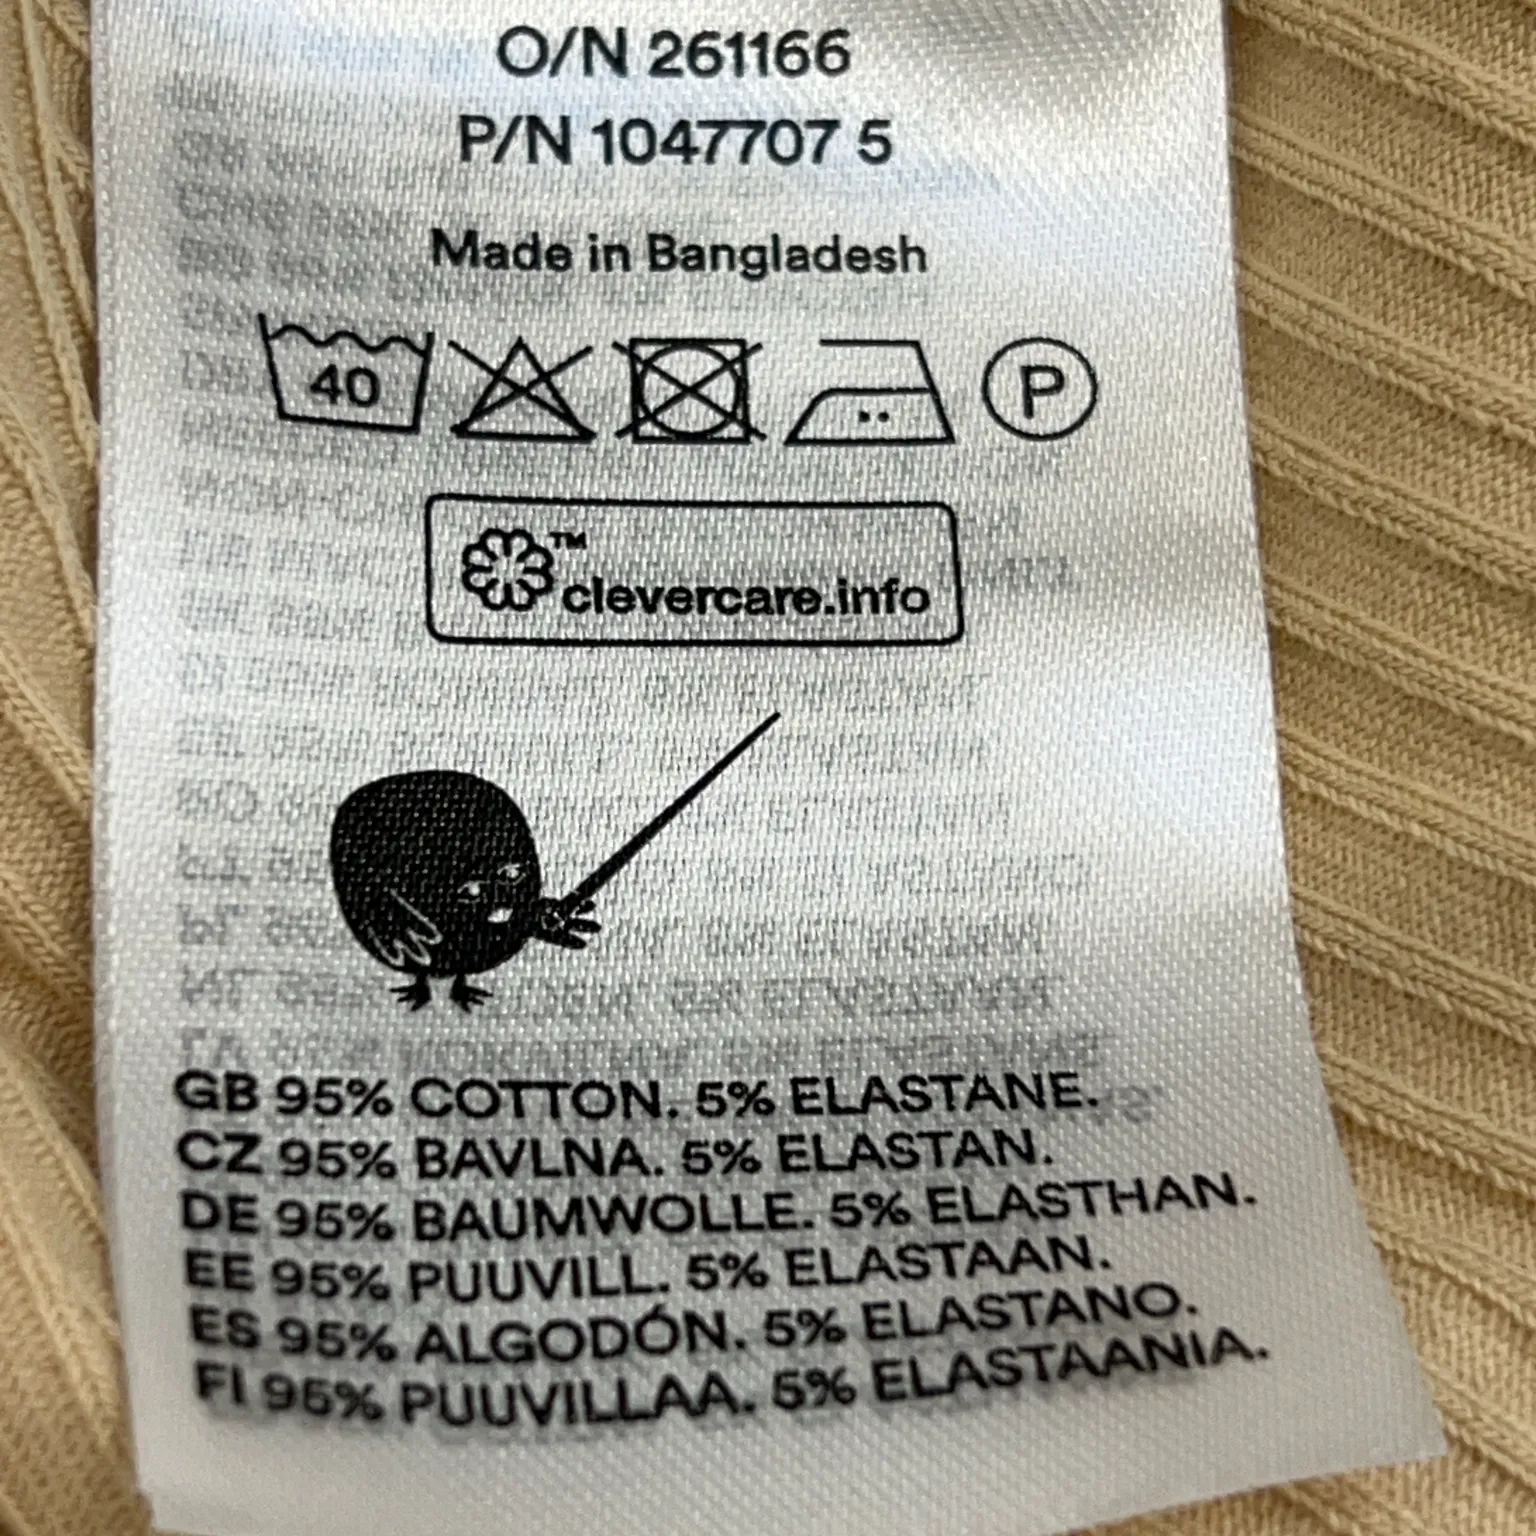 O/N 261166
P/N 1047707 5
Made in Bangladesh
40 P
™ clevercare.info
GB 95% COTTON. 5% ELASTANE.
CZ 95% BAVLNA. 5% ELASTAN.
DE 95% BAUMWOLLE. 5% ELASTHAN.
EE 95% PUUVILL. 5% ELASTAAN.
ES 95% ALGODÓN. 5% ELASTANO.
FI 95% PUUVILLAA. 5% ELASTAANIA.